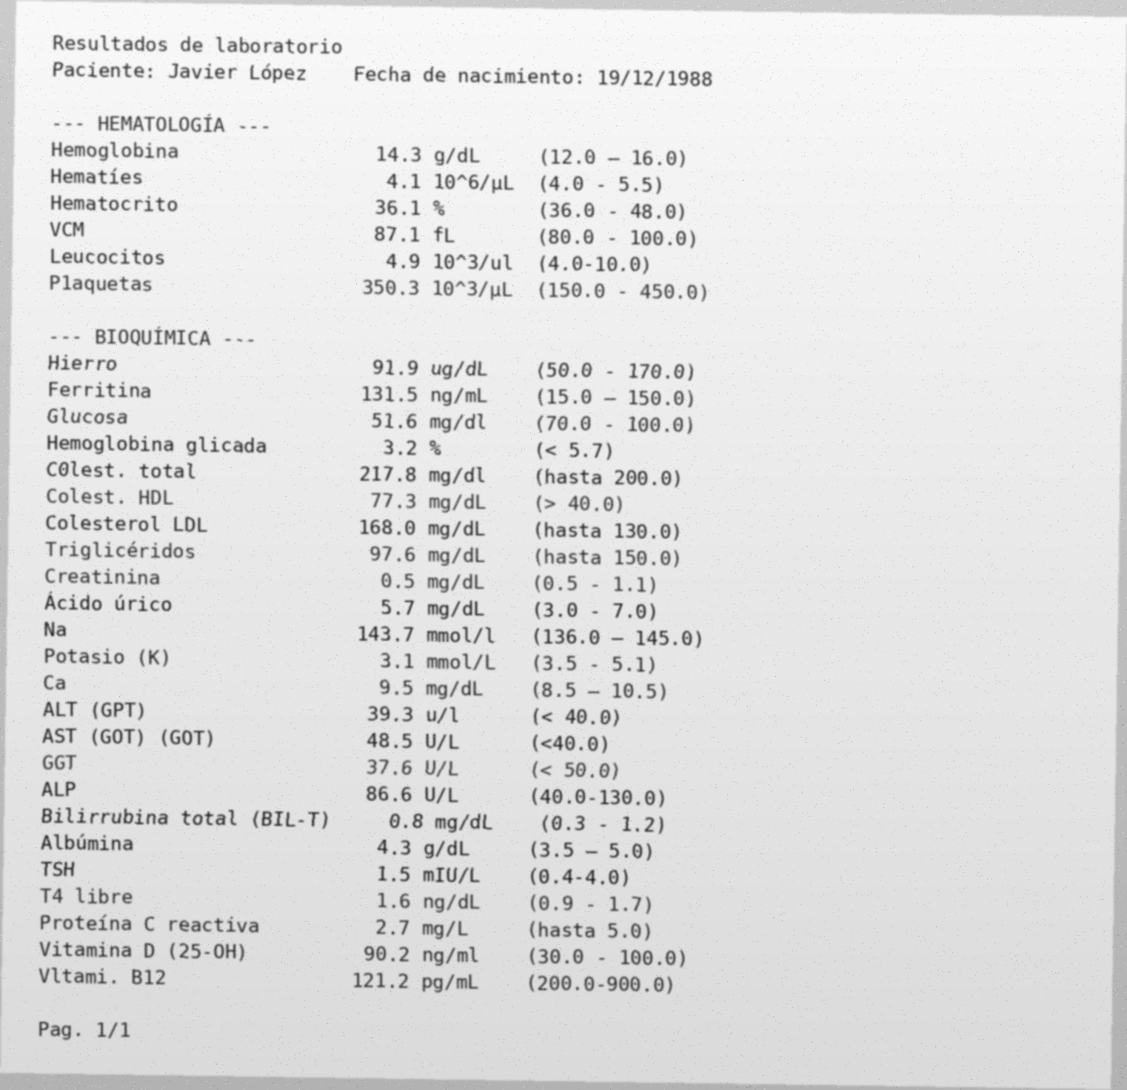 Resultados de laboratorio
Paciente: Javier López    Fecha de nacimiento: 19/12/1988
--- HEMATOLOGÍA ---
Hemoglobina 14.3 g/dL (12.0 – 16.0)
Hematíes 4.1 10^6/µL (4.0 - 5.5)
Hematocrito 36.1 % (36.0 - 48.0)
VCM 87.1 fL (80.0 - 100.0)
Leucocitos 4.9 10^3/ul (4.0-10.0)
P1aquetas 350.3 10^3/µL (150.0 - 450.0)
--- BIOQUÍMICA ---
Hierro 91.9 ug/dL (50.0 - 170.0)
Ferritina 131.5 ng/mL (15.0 – 150.0)
Glucosa 51.6 mg/dl (70.0 - 100.0)
Hemoglobina glicada 3.2 % (< 5.7)
C0lest. total 217.8 mg/dl (hasta 200.0)
Colest. HDL 77.3 mg/dL (> 40.0)
Colesterol LDL 168.0 mg/dL (hasta 130.0)
Triglicéridos 97.6 mg/dL (hasta 150.0)
Creatinina 0.5 mg/dL (0.5 - 1.1)
Ácido úrico 5.7 mg/dL (3.0 - 7.0)
Na 143.7 mmol/l (136.0 – 145.0)
Potasio (K) 3.1 mmol/L (3.5 - 5.1)
Ca 9.5 mg/dL (8.5 – 10.5)
ALT (GPT) 39.3 u/l (< 40.0)
AST (GOT) (GOT) 48.5 U/L (<40.0)
GGT 37.6 U/L (< 50.0)
ALP 86.6 U/L (40.0-130.0)
Bilirrubina total (BIL-T) 0.8 mg/dL (0.3 - 1.2)
Albúmina 4.3 g/dL (3.5 – 5.0)
TSH 1.5 mIU/L (0.4-4.0)
T4 libre 1.6 ng/dL (0.9 - 1.7)
Proteína C reactiva 2.7 mg/L (hasta 5.0)
Vitamina D (25-OH) 90.2 ng/ml (30.0 - 100.0)
Vltami. B12 121.2 pg/mL (200.0-900.0)
Pag. 1/1